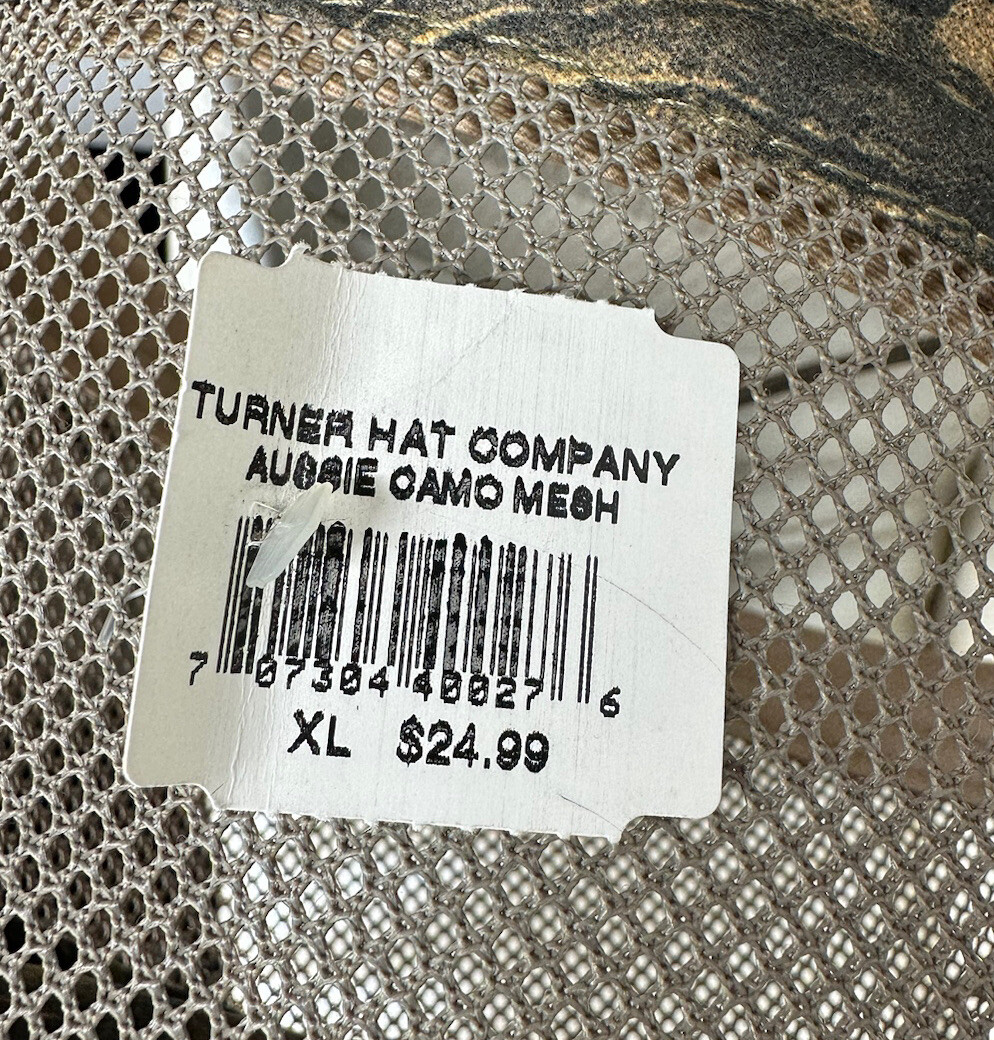 TURNER HAT COMPANY
AUSSIE CAMO MESH
7 07304 40027 6
XL $24.99